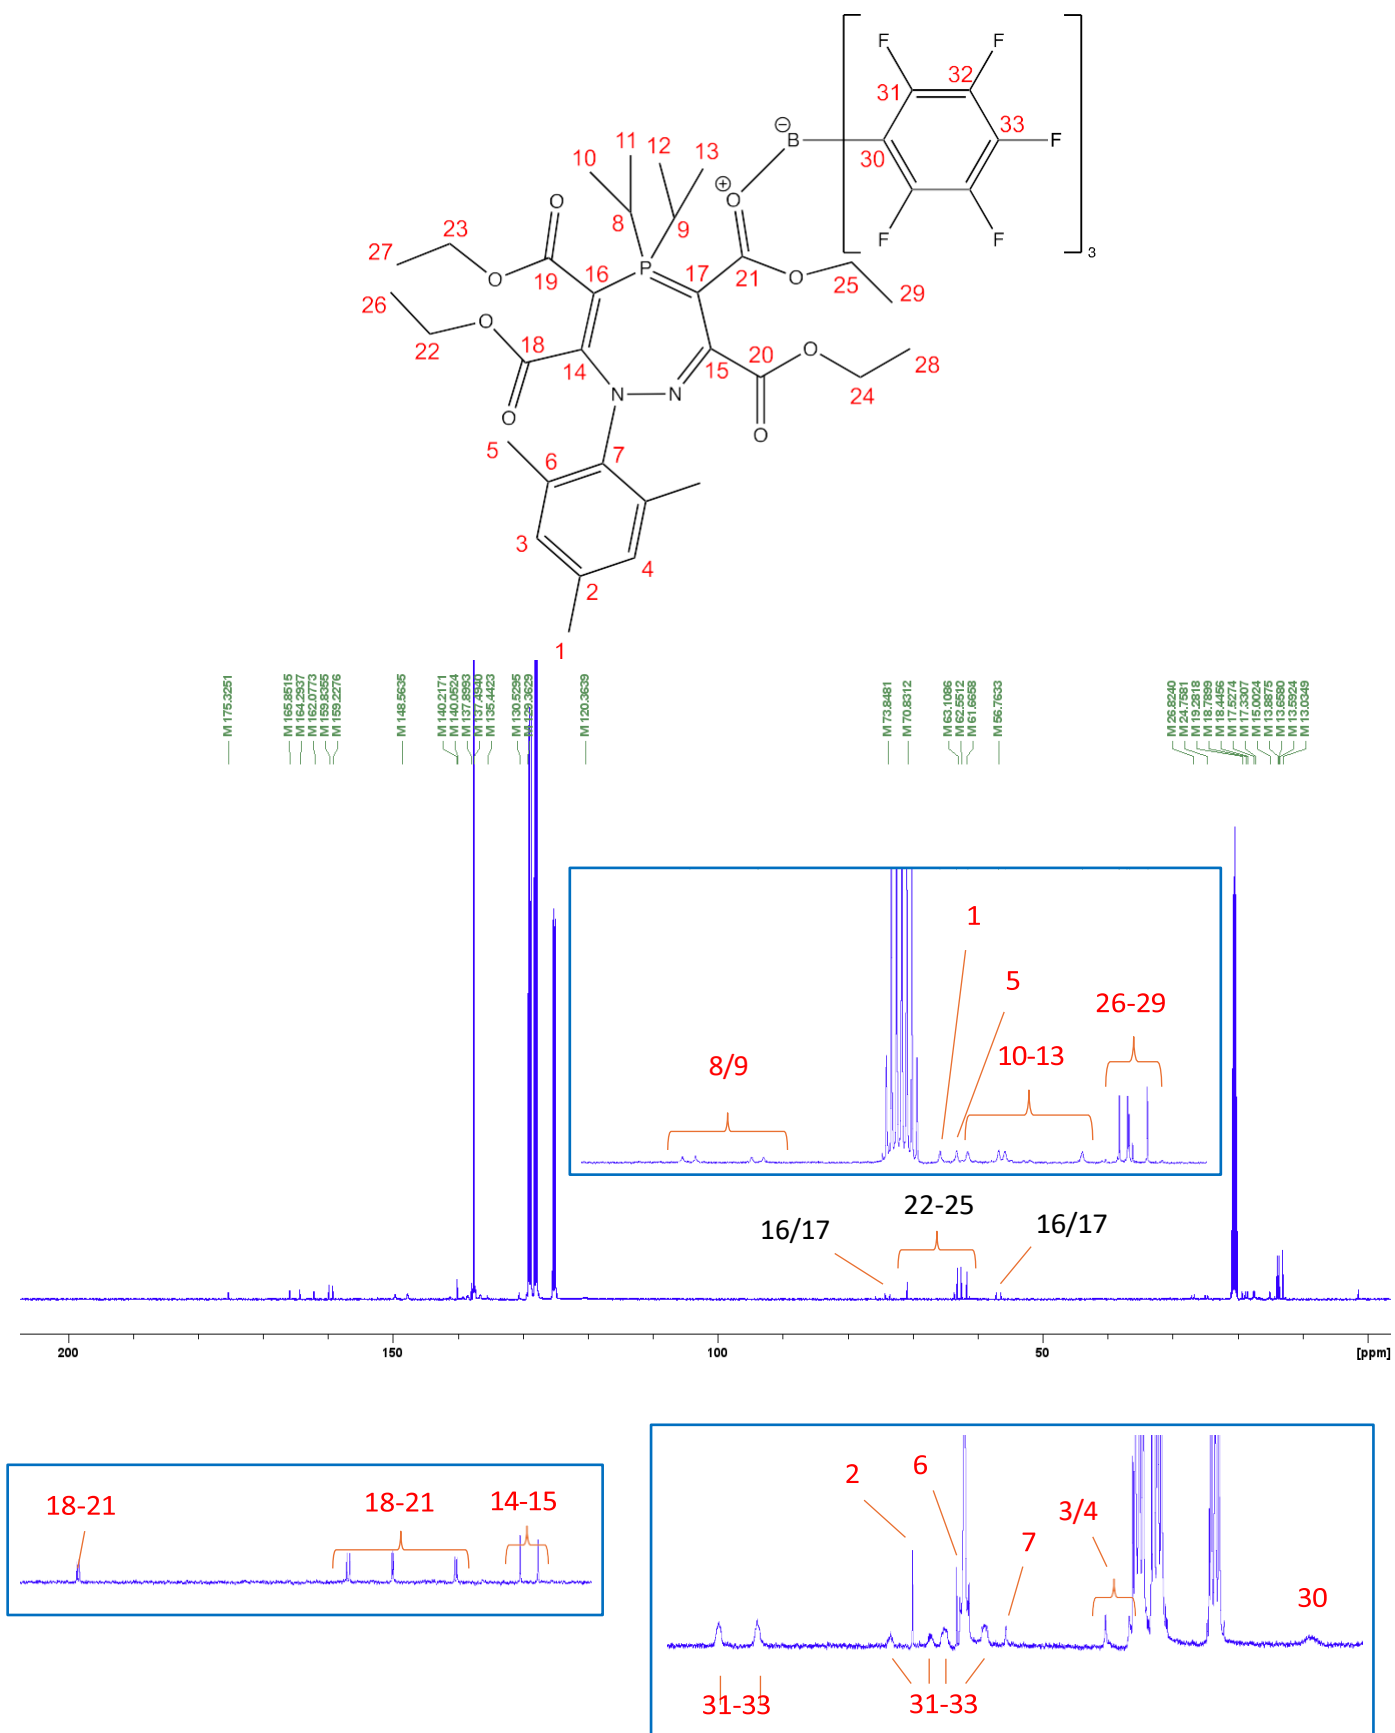 F F
32
31
33
F
B
⊖
30
11
12
13
10
⊕
O
F F
3
O
8
9
23
27
P
17
21
O
25
O
19
16
29
26
O
22
18
20
O
28
14
15
24
O
N N
O
5
6
7
3
4
2
1
M 175.3251
M 165.8515
M 164.2937
M 162.0773
M 159.8355
M 159.2276
M 148.5635
M 140.2171
M 140.0524
M 137.8993
M 137.4940
M 135.4423
M 130.5295
M 129.3629
M 120.3639
M 73.8481
M 70.8312
M 63.1086
M 62.5512
M 61.6658
M 56.7633
M 26.8240
M 24.7581
M 19.2818
M 18.7899
M 18.4456
M 17.5274
M 17.3307
M 15.0024
M 13.8875
M 13.6580
M 13.5924
M 13.0349
1
5
26-29
10-13
8/9
22-25
16/17
16/17
200 150 100 50 [ppm]
18-21 18-21 14-15
2 6
3/4
7
30
31-33 31-33